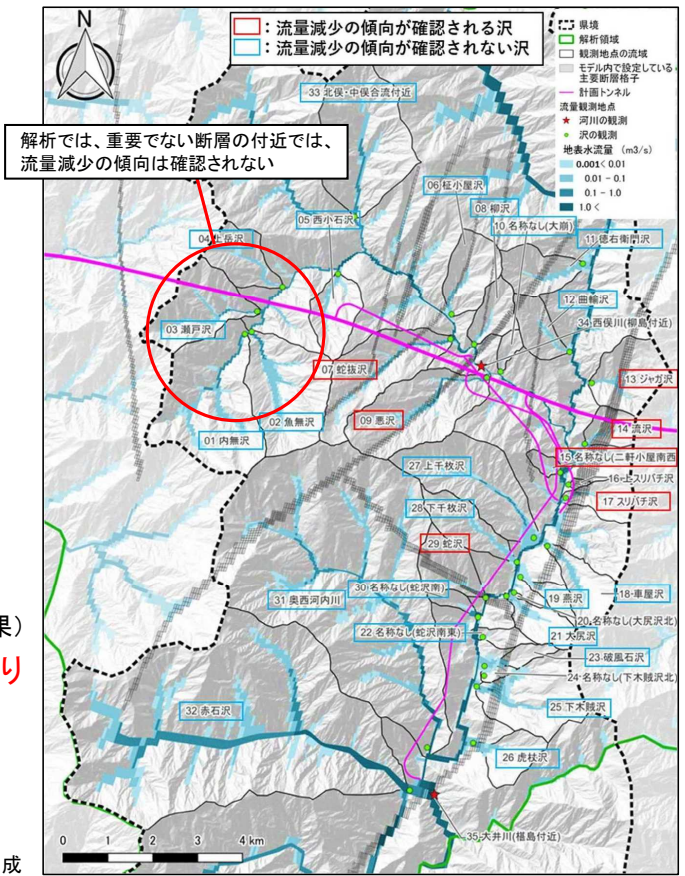 N
：流量減少の傾向が確認される沢
：流量減少の傾向が確認されない沢
県境
解析領域
観測地点の流域
モデル内で設定している
主要断層格子
計画トンネル
流量観測地点
河川の観測
沢の観測
地表水流量 （m3/s）
0.001< 0.01
0.01 - 0.1
0.1 - 1.0
1.0 <
解析では、重要でない断層の付近では、
流量減少の傾向は確認されない
33 北俣・中俣合流付近
06 柾小屋沢
08 柳沢
10 名称なし(大崩)
05 西小石沢
04 上岳沢
11 徳右衛門沢
12 曲輪沢
34 西俣川(柳島付近)
03 瀬戸沢
07 蛇抜沢
13 ジャガ沢
02 魚無沢
09 悪沢
14 流沢
01 内無沢
15 名称なし(二軒小屋南西
27 上千枚沢
16 上スリバチ沢
17 スリバチ沢
28 下千枚沢
29 蛇沢
30 名称なし(蛇沢南)
18 車屋沢
31 奥西河内川
19 燕沢
20 名称なし(大尻沢北)
22 名称なし(蛇沢南東)
21 大尻沢
果）
23 破風石沢
り
24 名称なし(下木賊沢北)
25 下木賊沢
32 赤石沢
26 虎杖沢
35 大井川(椹島付近)
0 1 2 3 4 km
成